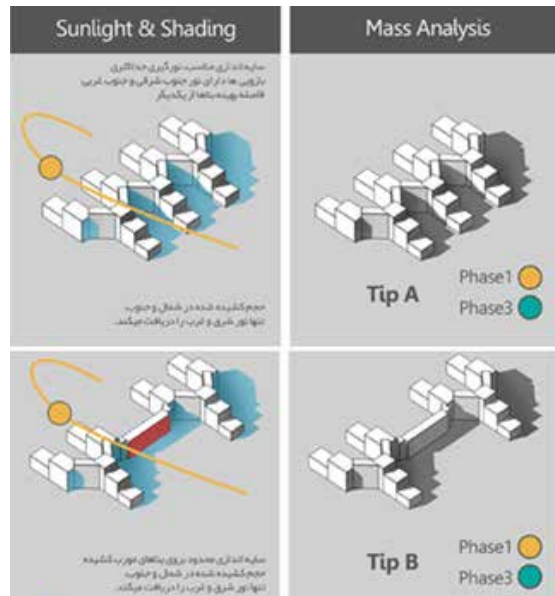 Sunlight & Shading
سایه اندازی مناسب، نورگیری حداکثری
بازویی ها دارای نور جنوب شرقی و جنوب غربی
فاصله بهینه بناها از یکدیگر
حجم کشیده شده در شمال و جنوب
تنها نور شرق و غرب را دریافت میکند.
Mass Analysis
Tip A
Phase1
Phase3
سایه اندازی محدود بروی بناهای مورب کشیده
حجم کشیده شده در شمال و جنوب
تنها نور شرق و غرب را دریافت میکند.
Tip B
Phase1
Phase3